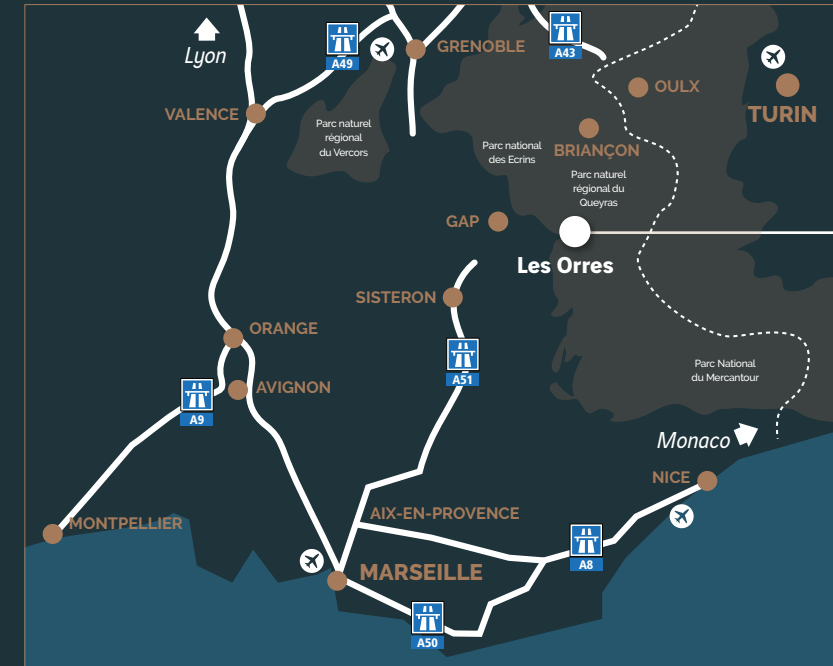 Lyon
A49
GRENOBLE
A43
OULX
TURIN
VALENCE
Parc naturel
régional
du Vercors
Parc national
des Ecrins
BRIANÇON
Parc naturel
régional du
Queyras
GAP
Les Orres
SISTERON
ORANGE
A51
AVIGNON
A9
Parc National
du Mercantour
Monaco
NICE
MONTPELLIER
AIX-EN-PROVENCE
A8
MARSEILLE
A50